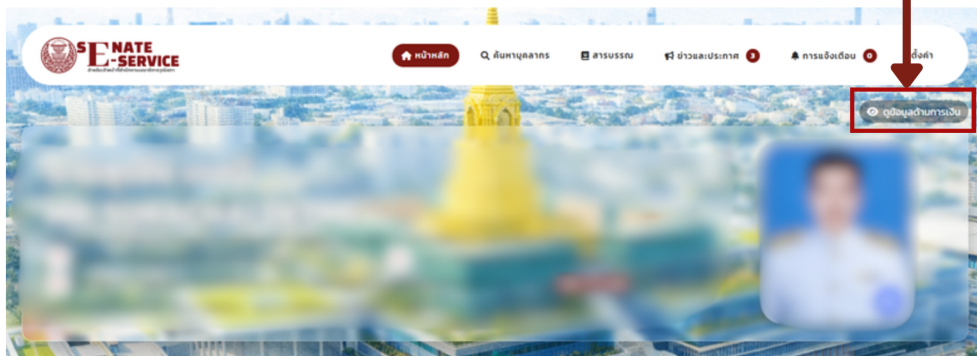 SENATE
E-SERVICE
หน้าหลัก
ค้นหาบุคลากร
สารบรรณ
ข่าวและประกาศ 3
การแจ้งเตือน 0
ตั้งค่า
ดูข้อมูลด้านการเงิน